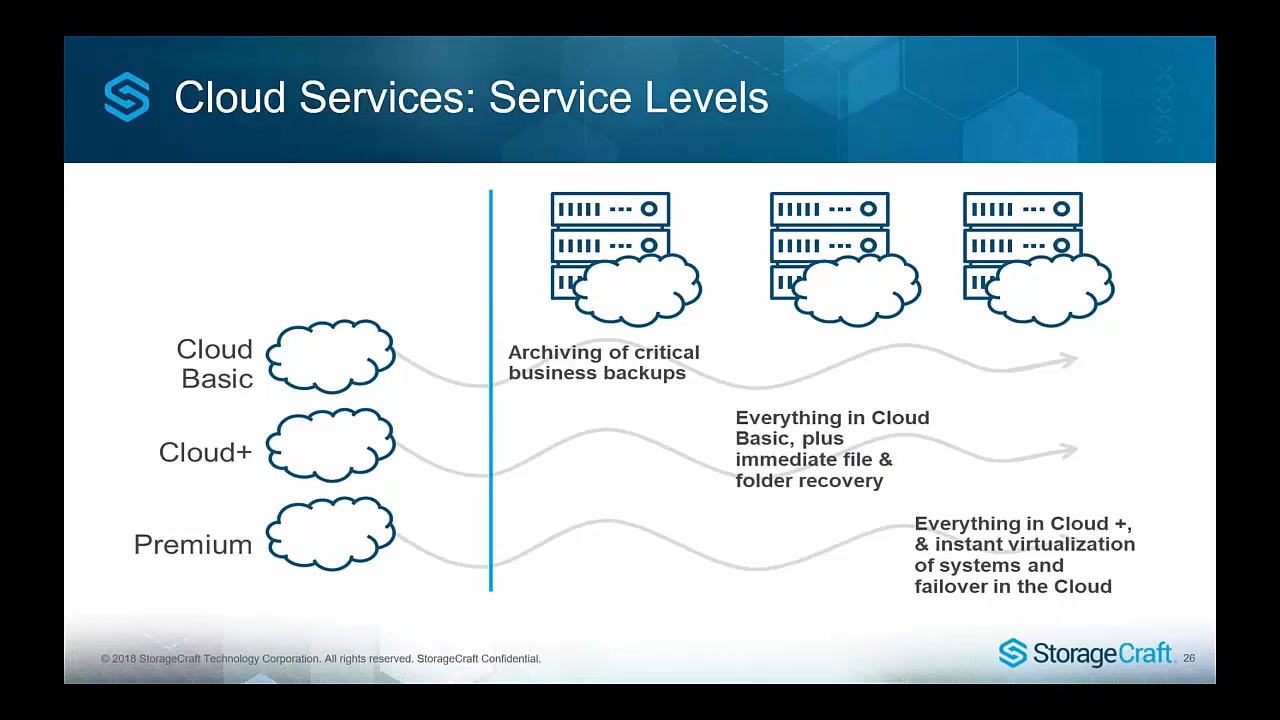 Cloud Services: Service Levels
Cloud
Basic
Archiving of critical
business backups
Cloud+
Everything in Cloud
Basic, plus
immediate file &
folder recovery
Premium
Everything in Cloud +,
& instant virtualization
of systems and
failover in the Cloud
© 2018 StorageCraft Technology Corporation. All rights reserved. StorageCraft Confidential.
StorageCraft 26